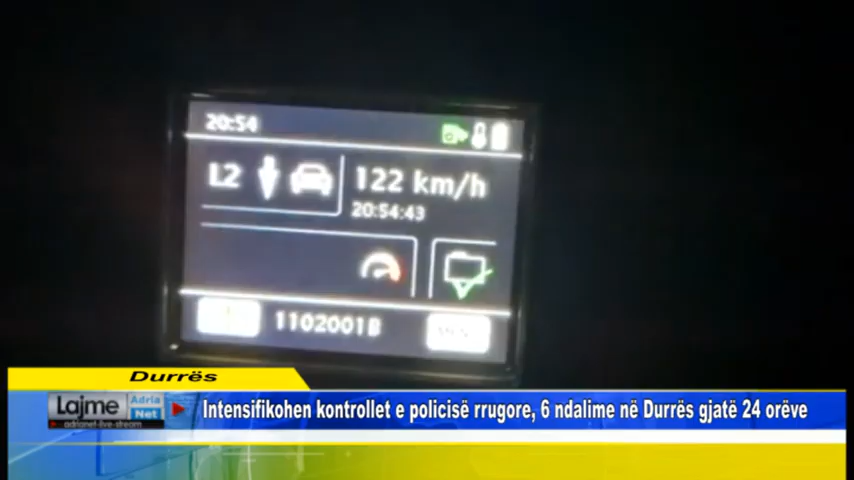 20:54
L2
122 km/h
20:54:43
1102001B
Durrës
Lajme Adria Net
adrianet-live-stream
Intensifikohen kontrollet e policisë rrugore, 6 ndalime në Durrës gjatë 24 orëve